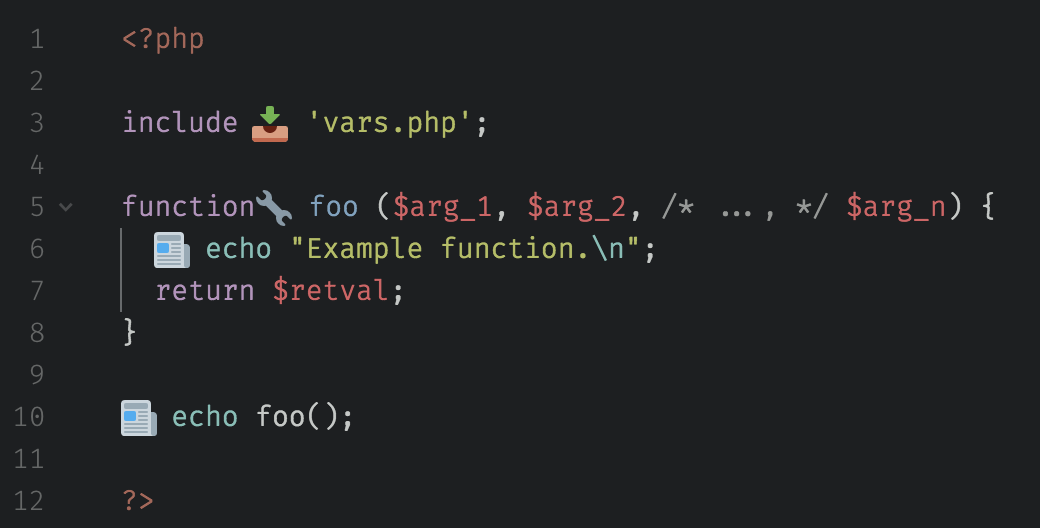 1 <?php
2
3 include 📥 'vars.php';
4
5 function🔧 foo ($arg_1, $arg_2, /* ..., */ $arg_n) {
6 📰 echo "Example function.\n";
7 return $retval;
8 }
9
10 📰 echo foo();
11
12 ?>